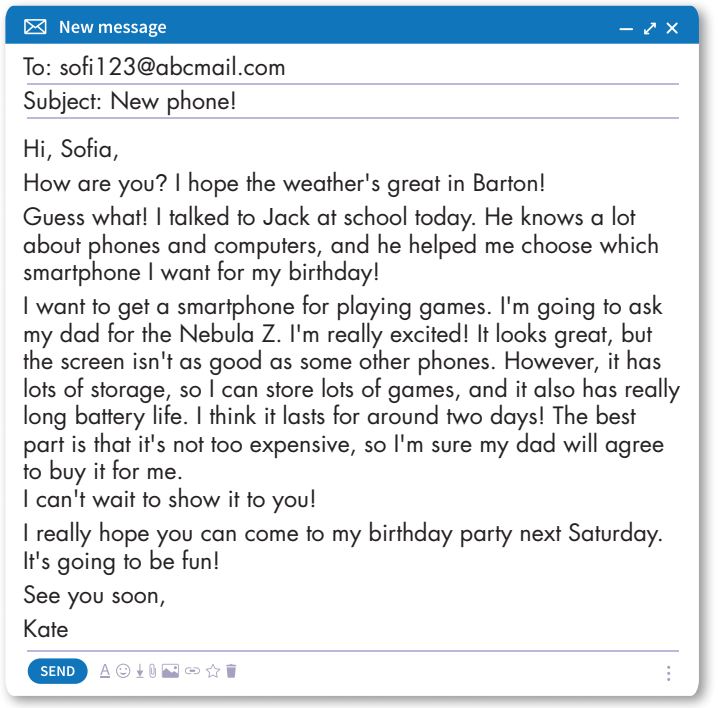 New message
To: sofi123@abcmail.com
Subject: New phone!
Hi, Sofia,
How are you? I hope the weather's great in Barton!
Guess what! I talked to Jack at school today. He knows a lot
about phones and computers, and he helped me choose which
smartphone I want for my birthday!
I want to get a smartphone for playing games. I'm going to ask
my dad for the Nebula Z. I'm really excited! It looks great, but
the screen isn't as good as some other phones. However, it has
lots of storage, so I can store lots of games, and it also has really
long battery life. I think it lasts for around two days! The best
part is that it's not too expensive, so I'm sure my dad will agree
to buy it for me.
I can't wait to show it to you!
I really hope you can come to my birthday party next Saturday.
It's going to be fun!
See you soon,
Kate
SEND A